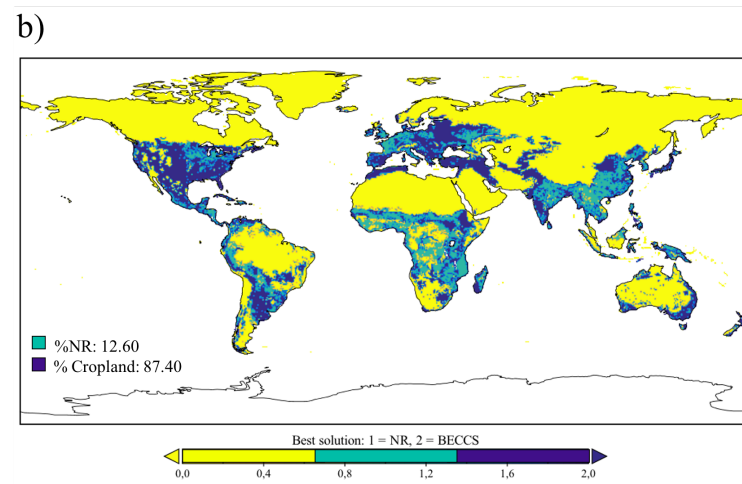 b)
%NR: 12.60
% Cropland: 87.40
Best solution: 1 = NR, 2 = BECCS
0,0 0,4 0,8 1,2 1,6 2,0